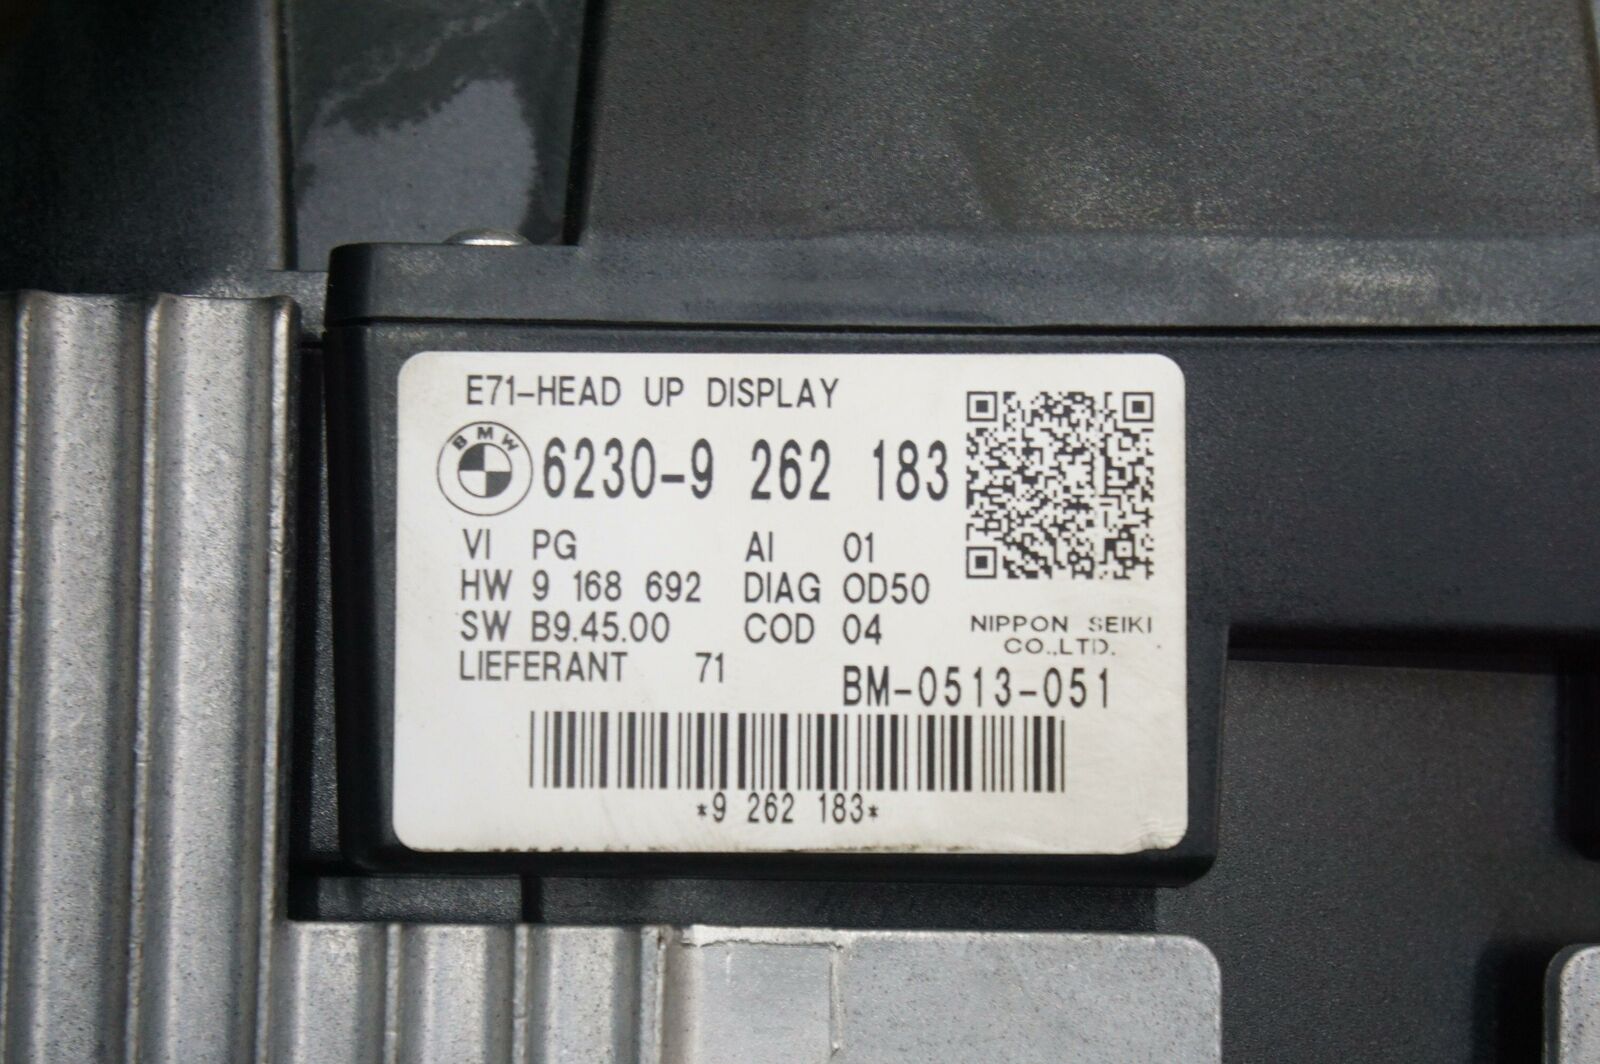 E71-HEAD UP DISPLAY
BMW
6230-9 262 183
VI PG AI 01
HW 9 168 692 DIAG 0D50
SW B9.45.00 COD 04
NIPPON SEIKI
CO.,LTD.
LIEFERANT 71
BM-0513-051
*9 262 183*